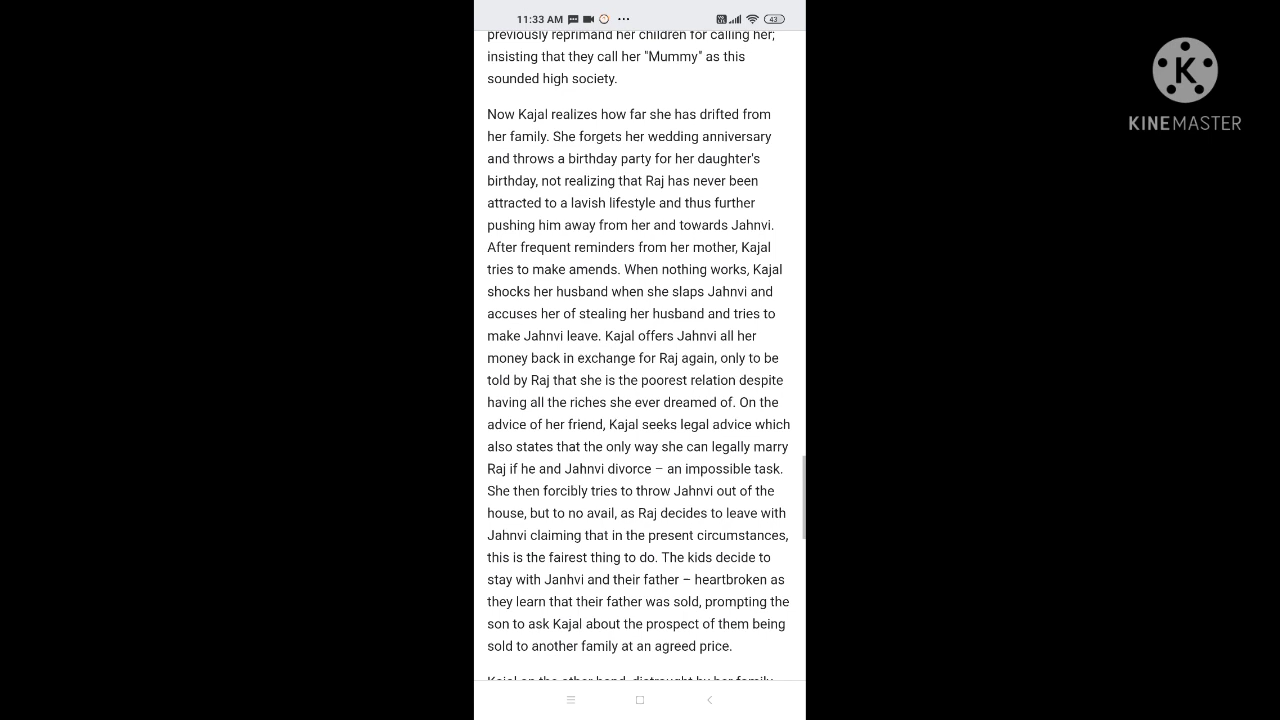 11:33 AM
43
previously reprimand her children for calling her;
insisting that they call her "Mummy" as this
sounded high society.
Now Kajal realizes how far she has drifted from
her family. She forgets her wedding anniversary
and throws a birthday party for her daughter's
birthday, not realizing that Raj has never been
attracted to a lavish lifestyle and thus further
pushing him away from her and towards Jahnvi.
After frequent reminders from her mother, Kajal
tries to make amends. When nothing works, Kajal
shocks her husband when she slaps Jahnvi and
accuses her of stealing her husband and tries to
make Jahnvi leave. Kajal offers Jahnvi all her
money back in exchange for Raj again, only to be
told by Raj that she is the poorest relation despite
having all the riches she ever dreamed of. On the
advice of her friend, Kajal seeks legal advice which
also states that the only way she can legally marry
Raj if he and Jahnvi divorce – an impossible task.
She then forcibly tries to throw Jahnvi out of the
house, but to no avail, as Raj decides to leave with
Jahnvi claiming that in the present circumstances,
this is the fairest thing to do. The kids decide to
stay with Janhvi and their father – heartbroken as
they learn that their father was sold, prompting the
son to ask Kajal about the prospect of them being
sold to another family at an agreed price.
Kajal on the other hand, distraught by her family
KINEMASTER